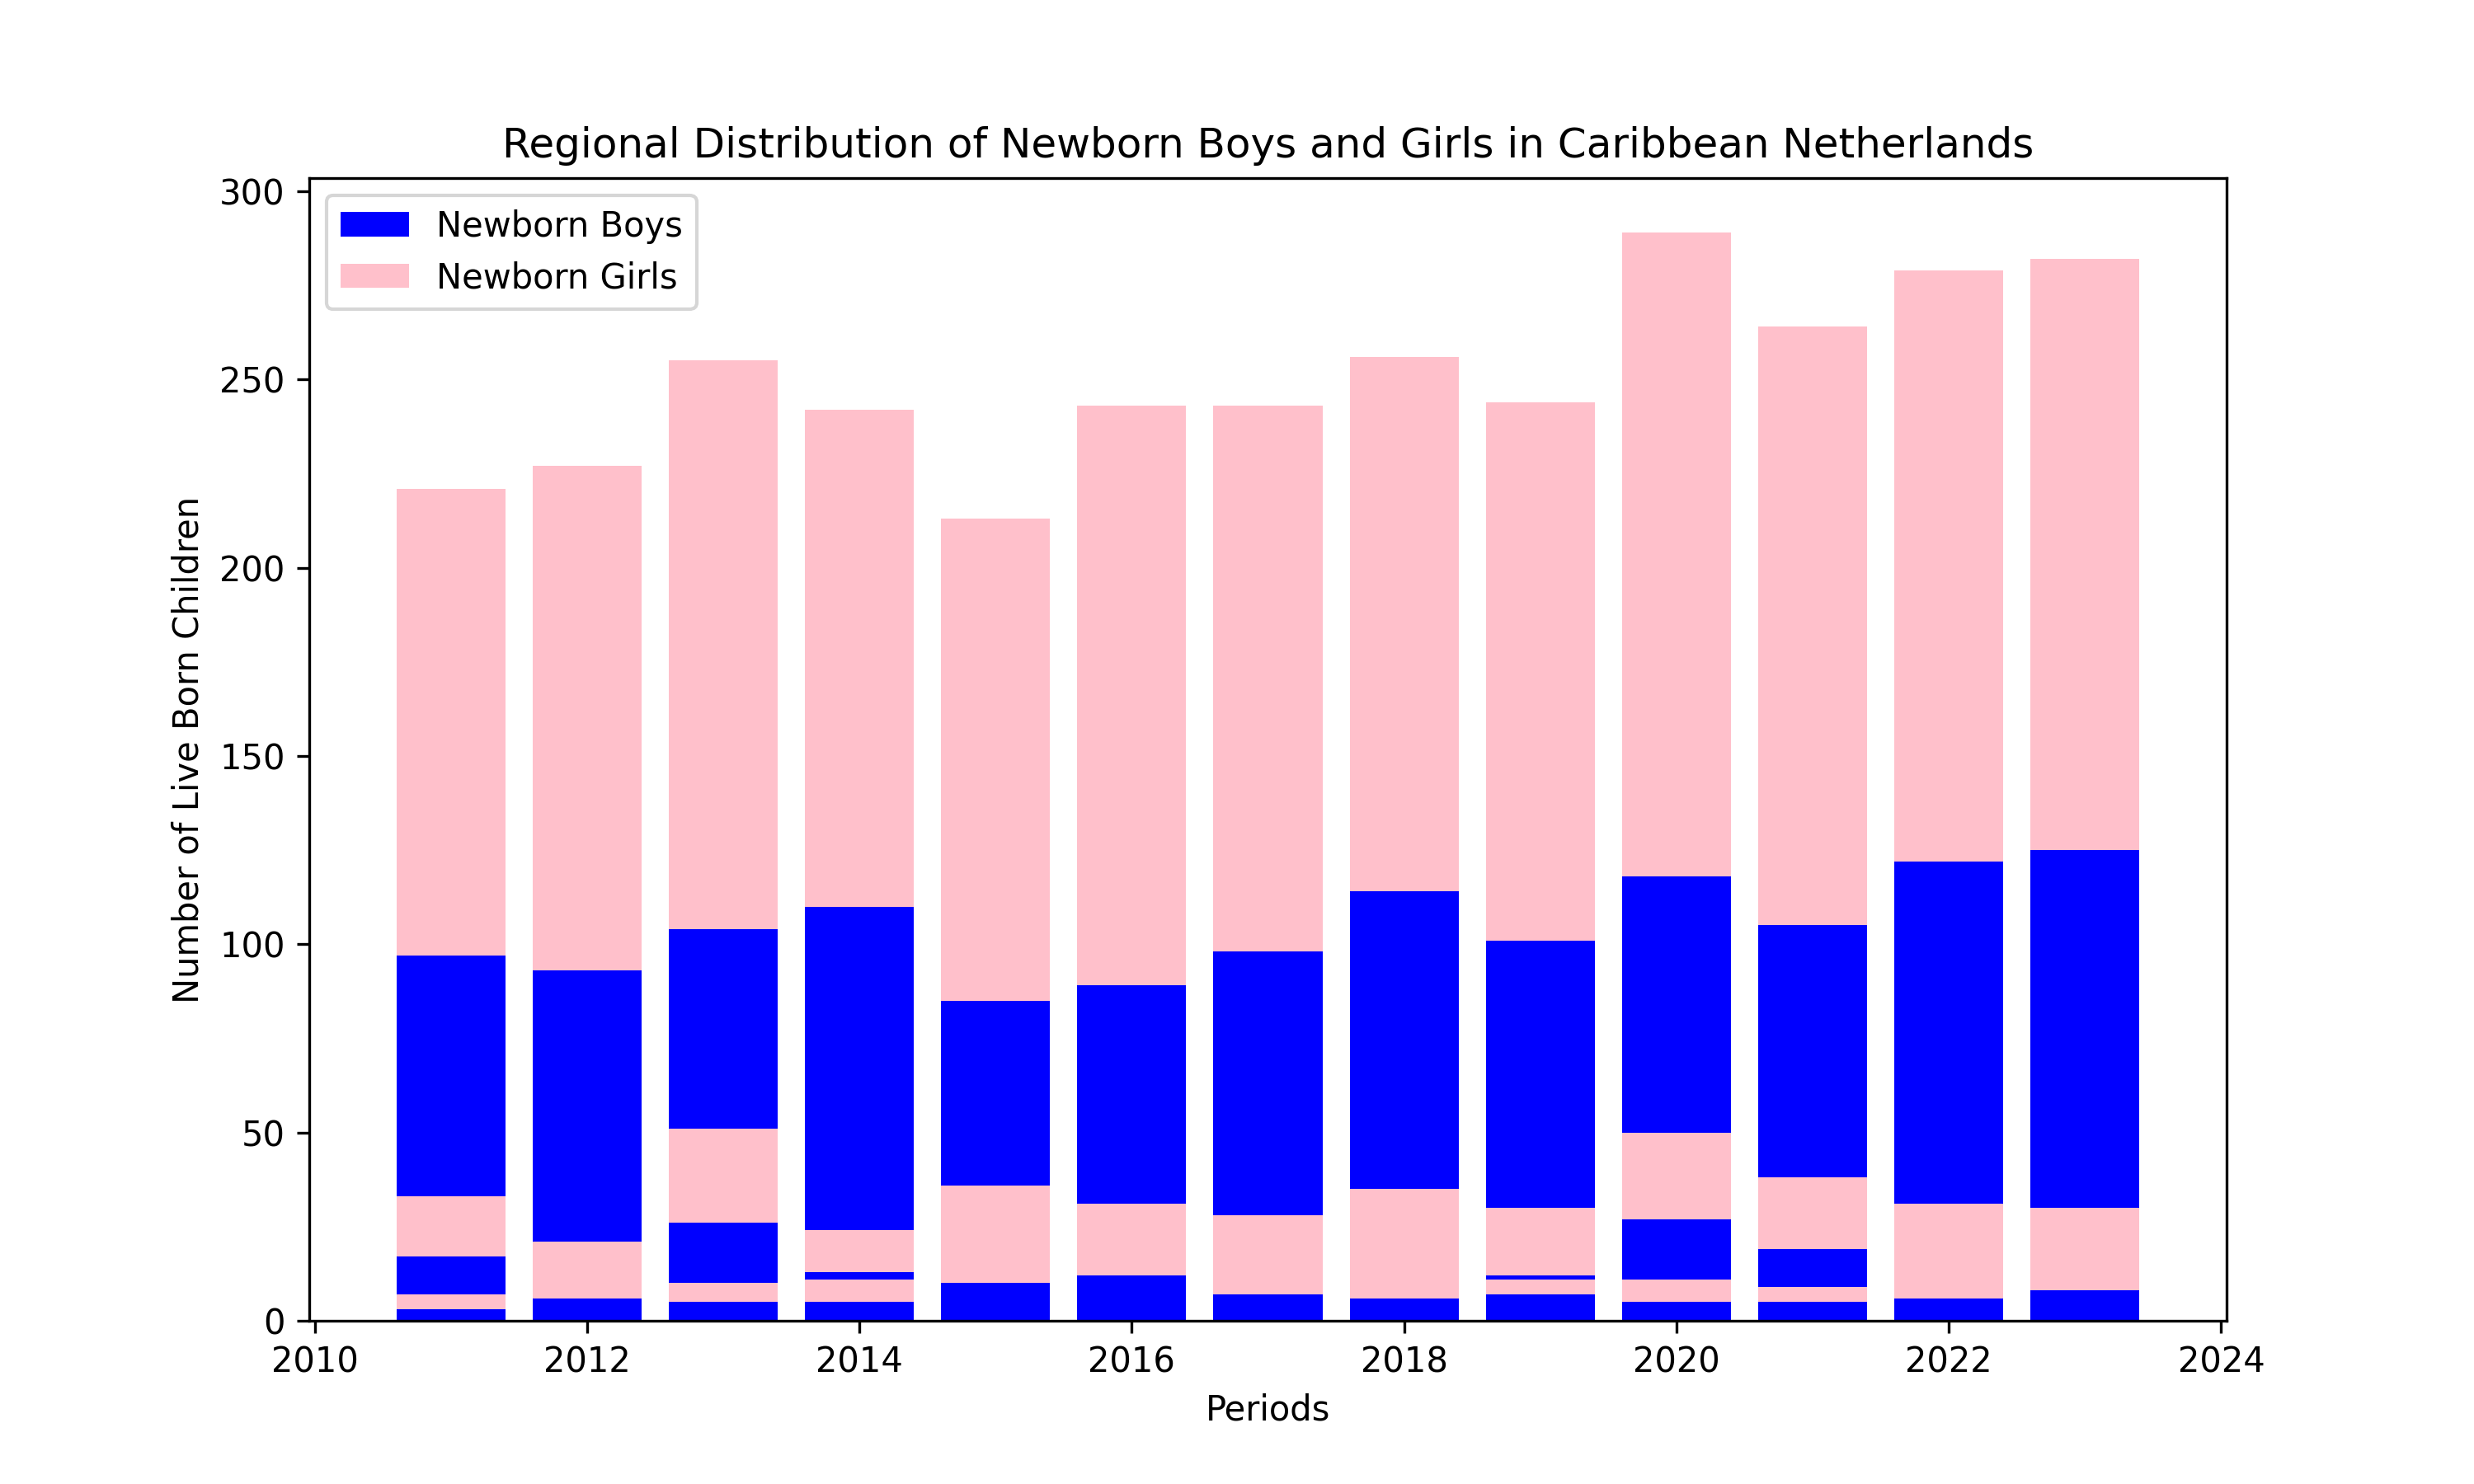 Regional Distribution of Newborn Boys and Girls in Caribbean Netherlands
Newborn Boys
Newborn Girls
Number of Live Born Children
300
250
200
150
100
50
0
2010 2012 2014 2016 2018 2020 2022 2024
Periods